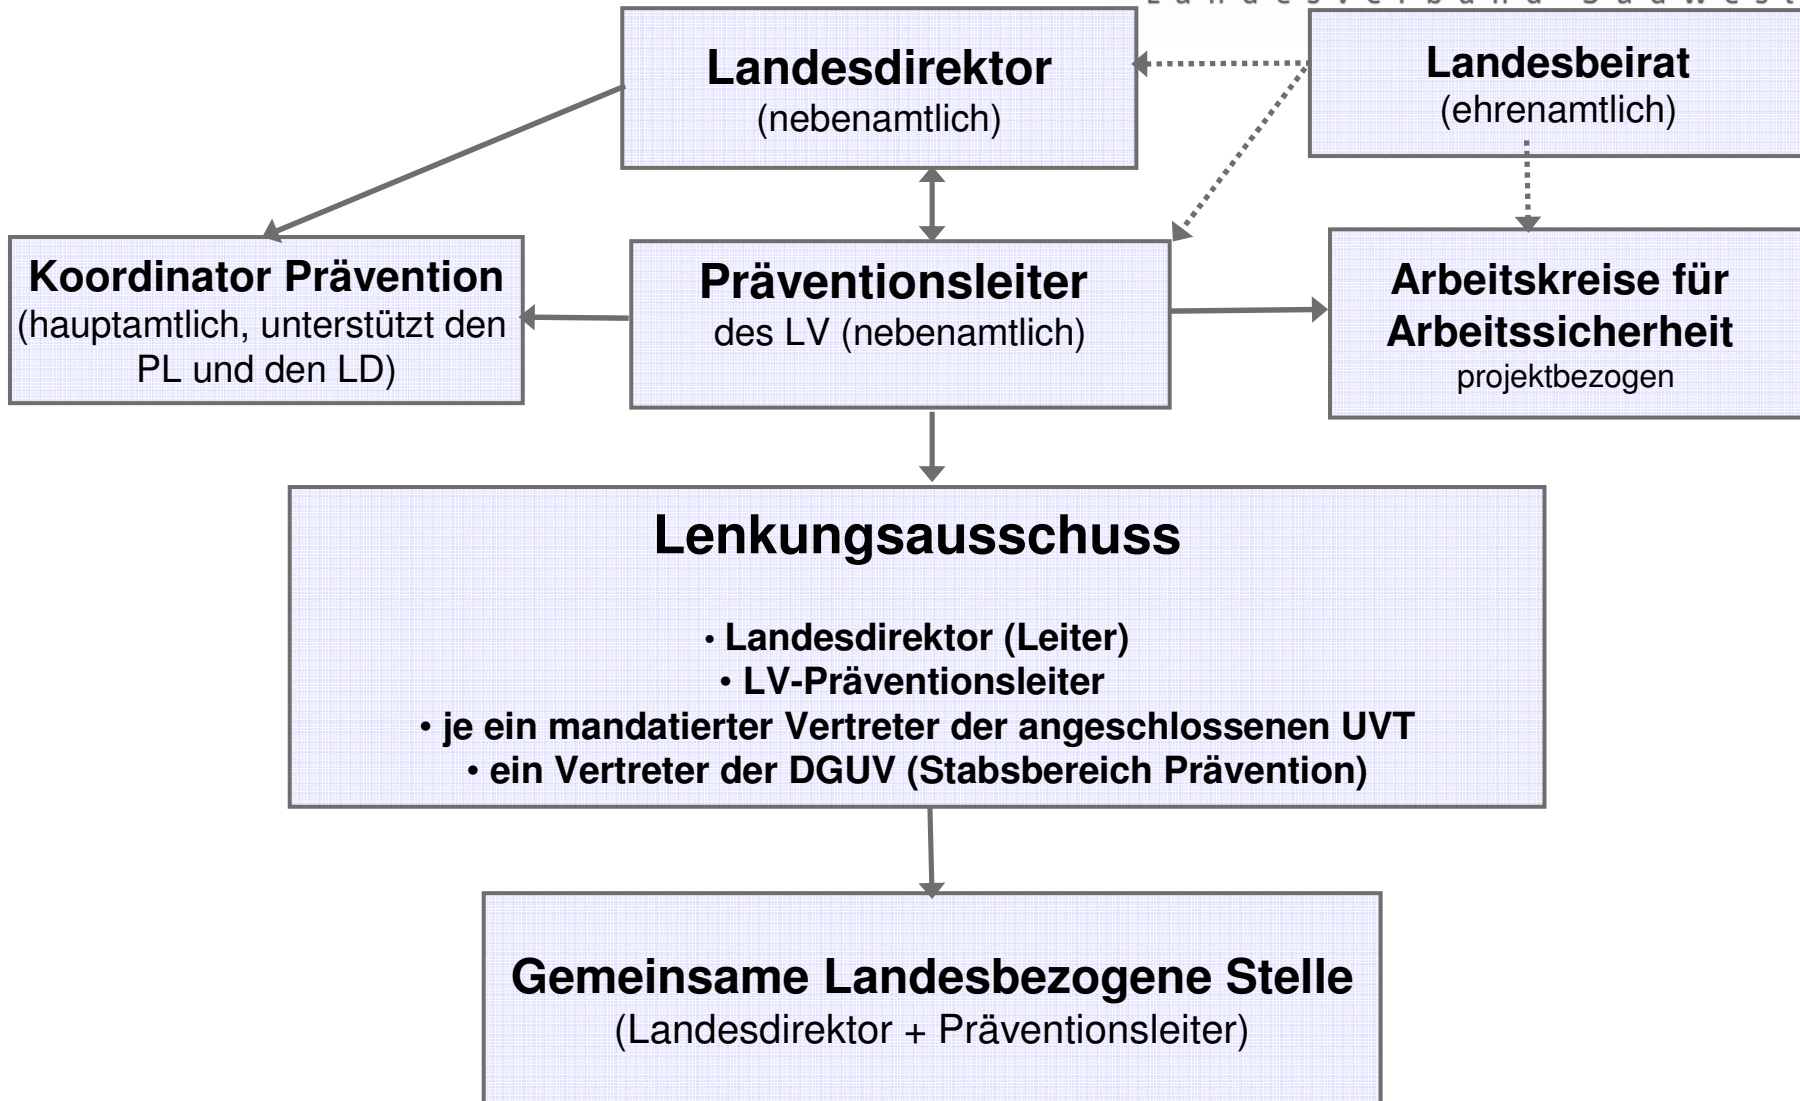 Landesdirektor
(nebenamtlich)
Landesbeirat
(ehrenamtlich)
Koordinator Prävention
(hauptamtlich, unterstützt den
PL und den LD)
Präventionsleiter
des LV (nebenamtlich)
Arbeitskreise für
Arbeitssicherheit
projektbezogen
Lenkungsausschuss
• Landesdirektor (Leiter)
• LV-Präventionsleiter
• je ein mandatierter Vertreter der angeschlossenen UVT
• ein Vertreter der DGUV (Stabsbereich Prävention)
Gemeinsame Landesbezogene Stelle
(Landesdirektor + Präventionsleiter)